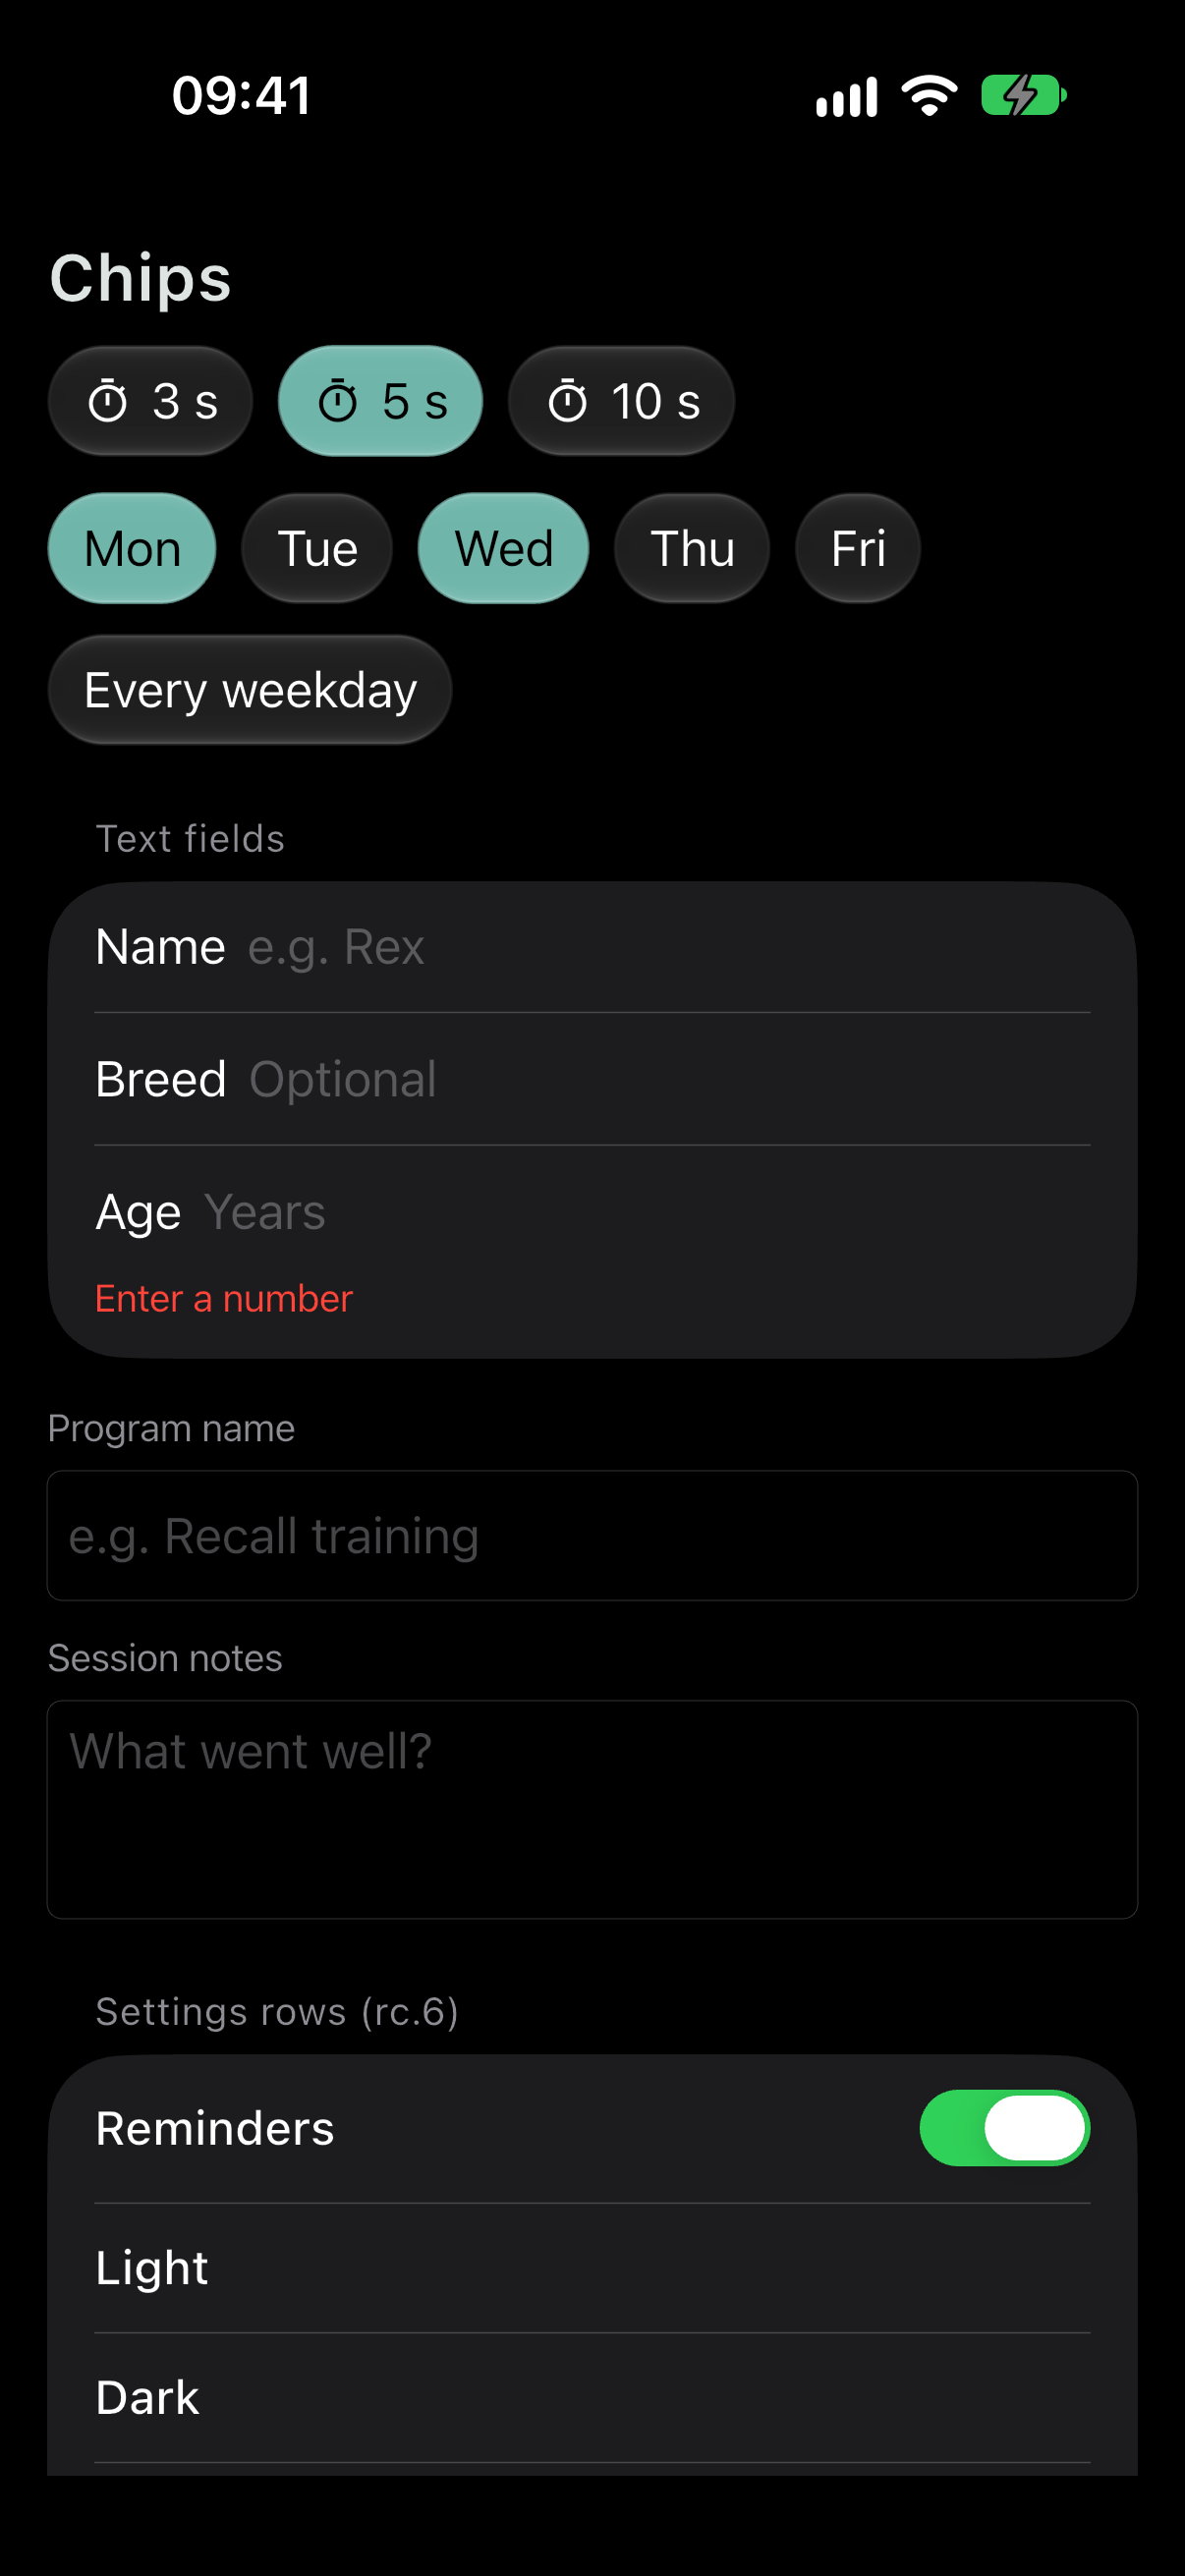 09:41
Chips
3 s 5 s 10 s
Mon Tue Wed Thu Fri
Every weekday
Text fields
Name e.g. Rex
Breed Optional
Age Years
Enter a number
Program name
e.g. Recall training
Session notes
What went well?
Settings rows (rc.6)
Reminders
Light
Dark